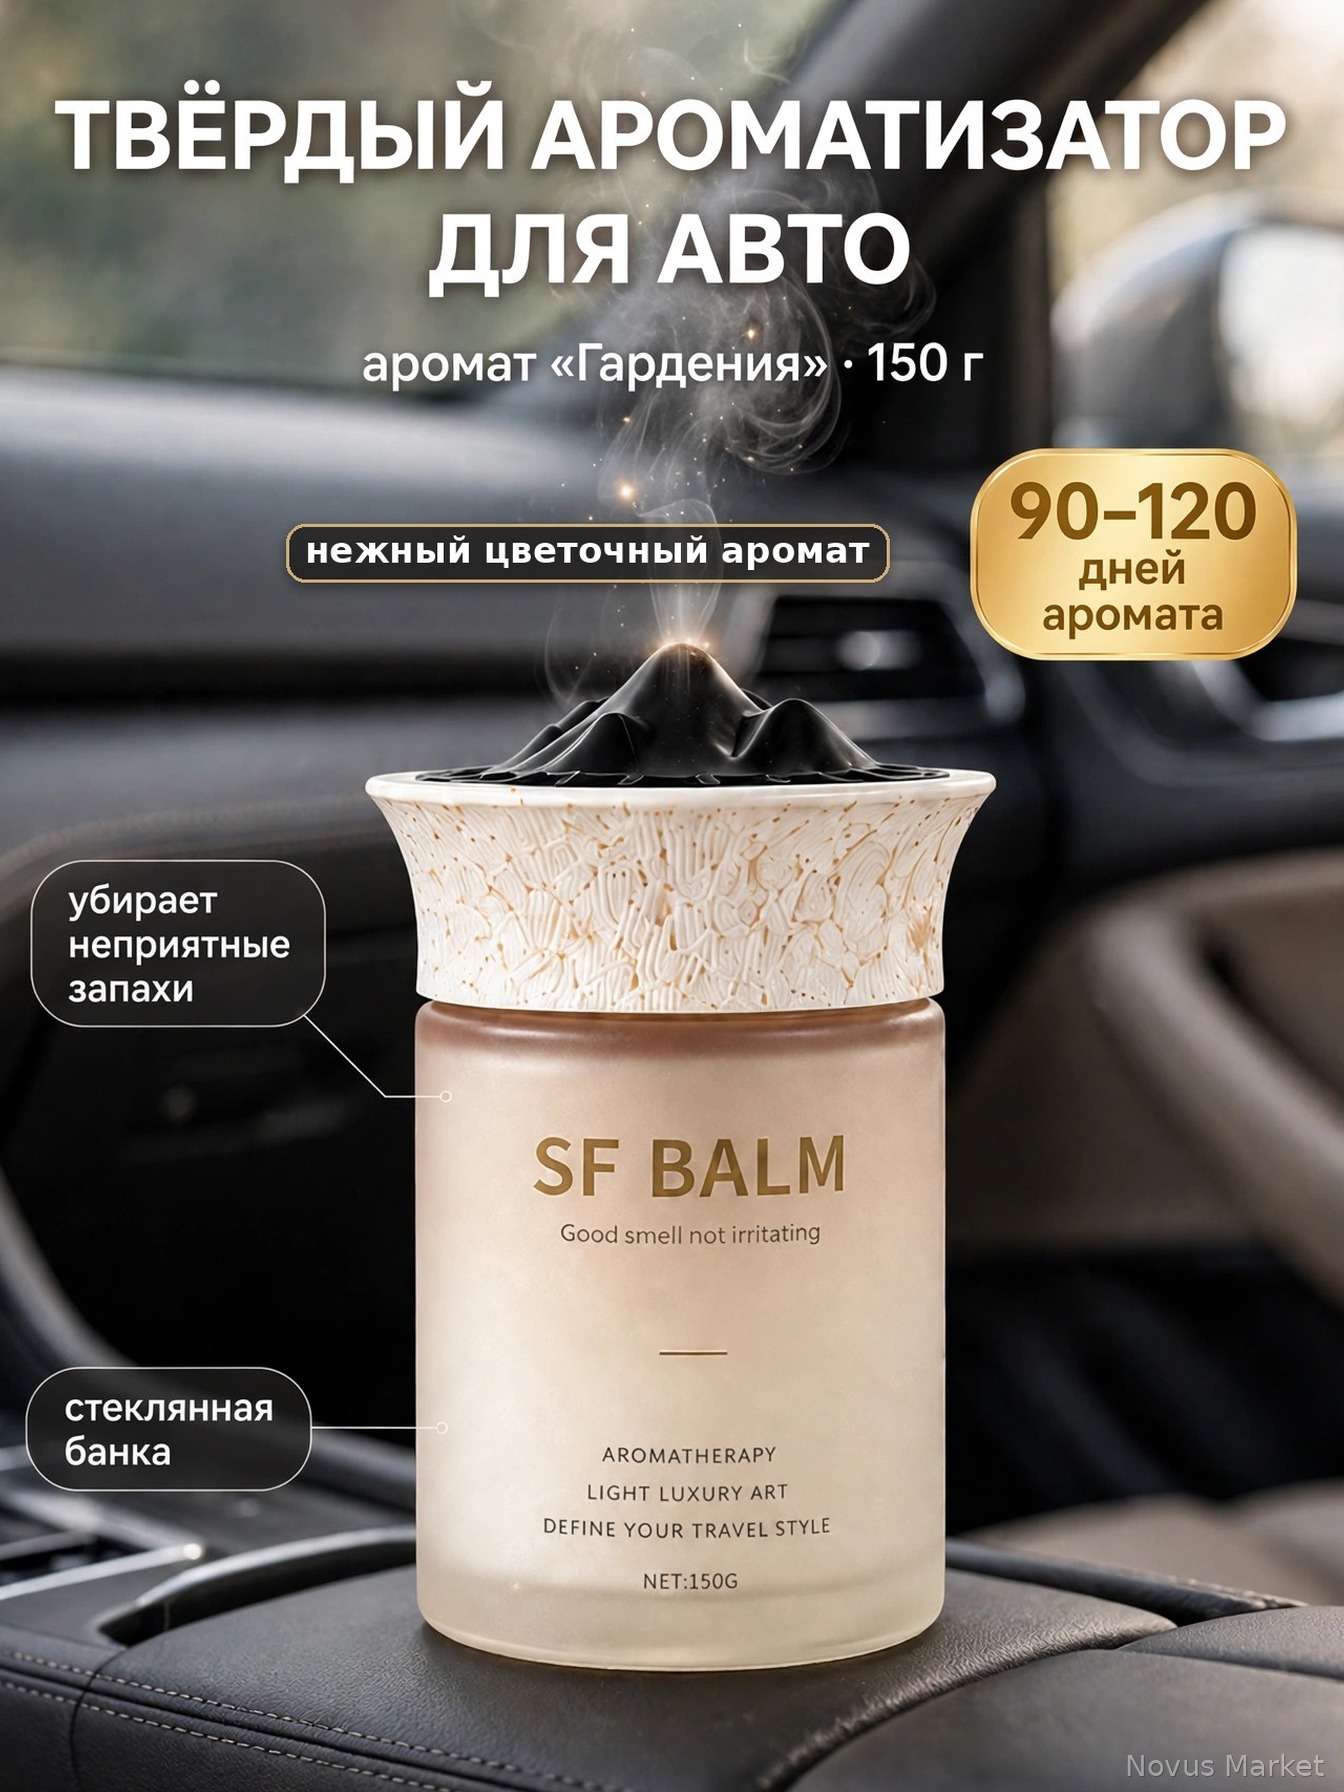 ТВЁРДЫЙ АРОМАТИЗАТОР
ДЛЯ АВТО
аромат «Гардения» · 150 г
90–120
дней
аромата
нежный цветочный аромат
убирает
неприятные
запахи
SF BALM
Good smell not irritating
стеклянная
банка
AROMATHERAPY
LIGHT LUXURY ART
DEFINE YOUR TRAVEL STYLE
NET:150G
Novus Market